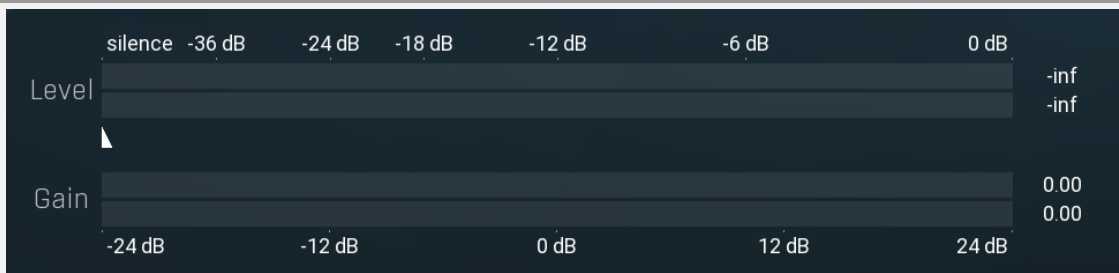 silence -36 dB -24 dB -18 dB -12 dB -6 dB 0 dB
Level -inf
-inf
Gain 0.00
0.00
-24 dB -12 dB 0 dB 12 dB 24 dB